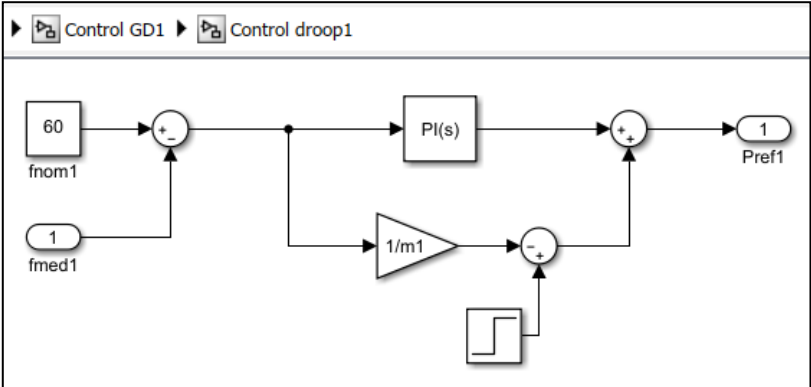 Control GD1 Control droop1
60
+
−
fnom1
PI(s)
+
+
1
Pref1
1
fmed1
1/m1
−
+